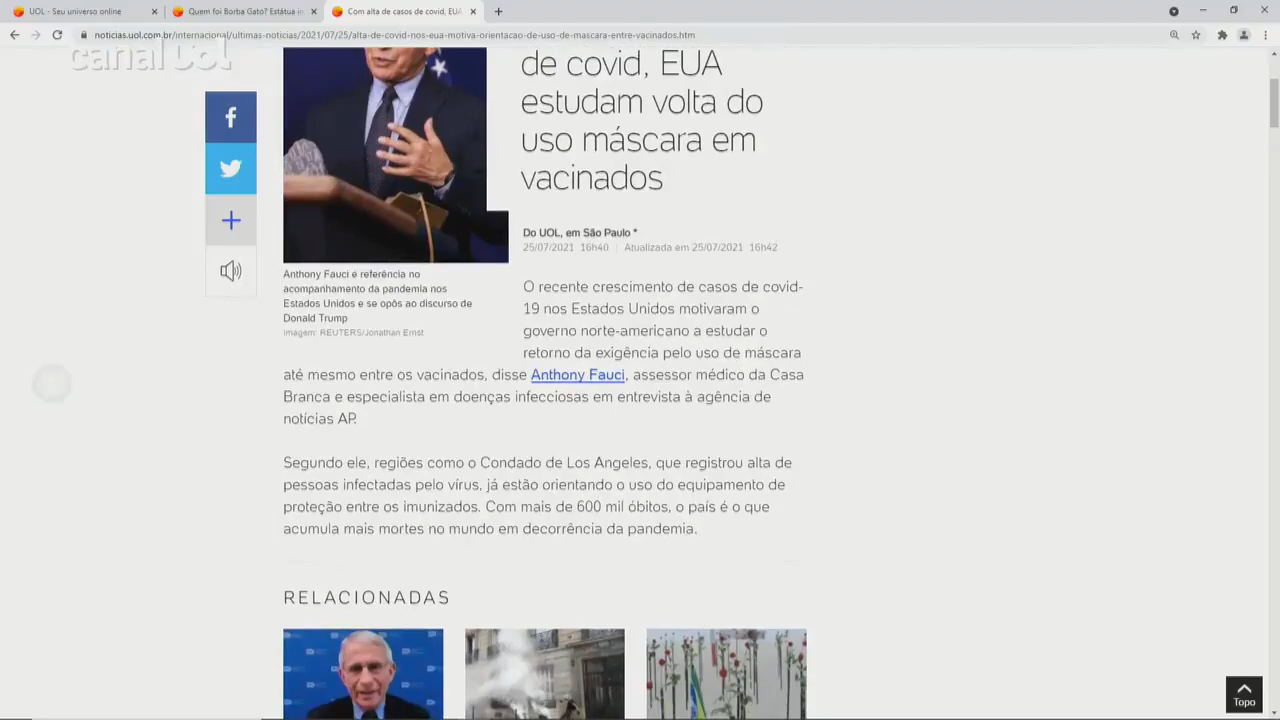 UOL - Seu universo online
Quem foi Borba Gato? Estátua in
Com alta de casos de covid, EUA
noticias.uol.com.br/internacional/ultimas-noticias/2021/07/25/alta-de-covid-nos-eua-motiva-orientacao-de-uso-de-mascara-entre-vacinados.htm
canal uol
de covid, EUA
estudam volta do
uso máscara em
vacinados
Do UOL, em São Paulo *
25/07/2021 16h40 | Atualizada em 25/07/2021 16h42
Anthony Fauci é referência no
acompanhamento da pandemia nos
Estados Unidos e se opôs ao discurso de
Donald Trump
Imagem: REUTERS/Jonathan Ernst
O recente crescimento de casos de covid-
19 nos Estados Unidos motivaram o
governo norte-americano a estudar o
retorno da exigência pelo uso de máscara
até mesmo entre os vacinados, disse Anthony Fauci, assessor médico da Casa
Branca e especialista em doenças infecciosas em entrevista à agência de
notícias AP.
Segundo ele, regiões como o Condado de Los Angeles, que registrou alta de
pessoas infectadas pelo vírus, já estão orientando o uso do equipamento de
proteção entre os imunizados. Com mais de 600 mil óbitos, o país é o que
acumula mais mortes no mundo em decorrência da pandemia.
RELACIONADAS
Topo